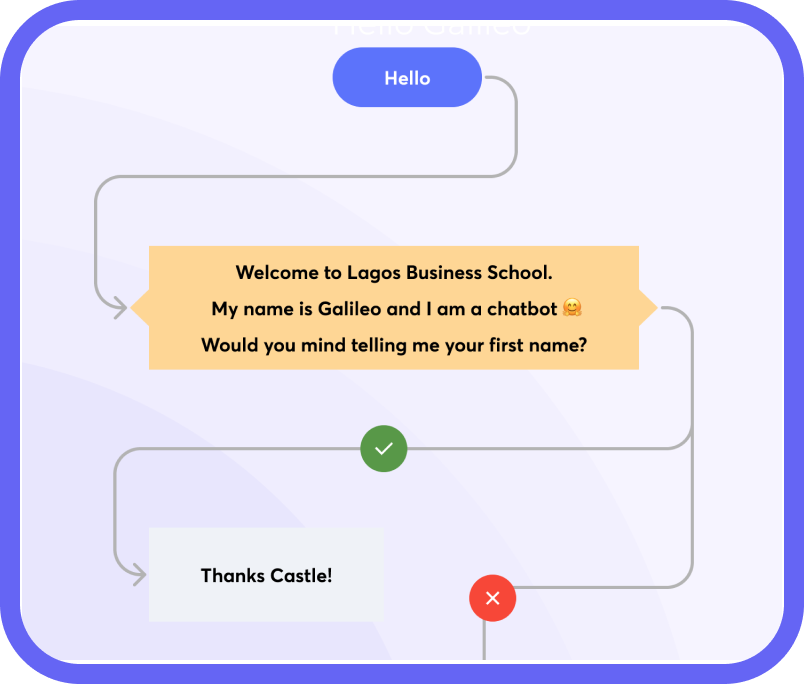 Hello Galileo
Hello
Welcome to Lagos Business School.
My name is Galileo and I am a chatbot 🤗
Would you mind telling me your first name?
Thanks Castle!